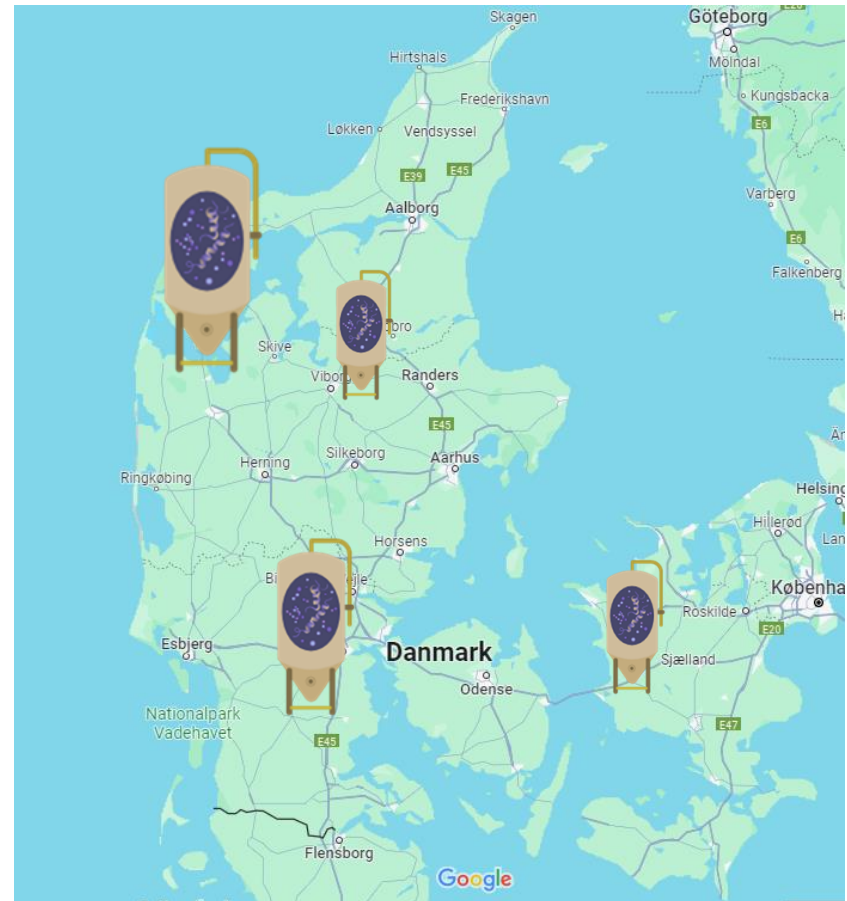 Skagen
Göteborg
Mölndal
Hirtshals
Kungsbacka
Frederikshavn
Løkken
Vendsyssel
E6
E39
E45
Varberg
Aalborg
E6
Falkenberg
Skive
Viborg
Randers
E45
Silkeborg
Aarhus
Herning
Ringkøbing
Helsing
Hillerød
Horsens
Københa
Roskilde
E20
Esbjerg
Danmark
Sjælland
Odense
Nationalpark
Vadehavet
E47
E45
Flensborg
Google